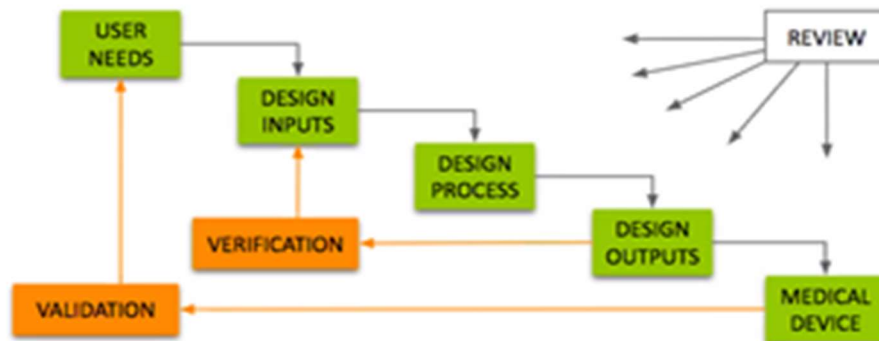 USER
NEEDS
REVIEW
DESIGN
INPUTS
DESIGN
PROCESS
VERIFICATION
DESIGN
OUTPUTS
VALIDATION
MEDICAL
DEVICE